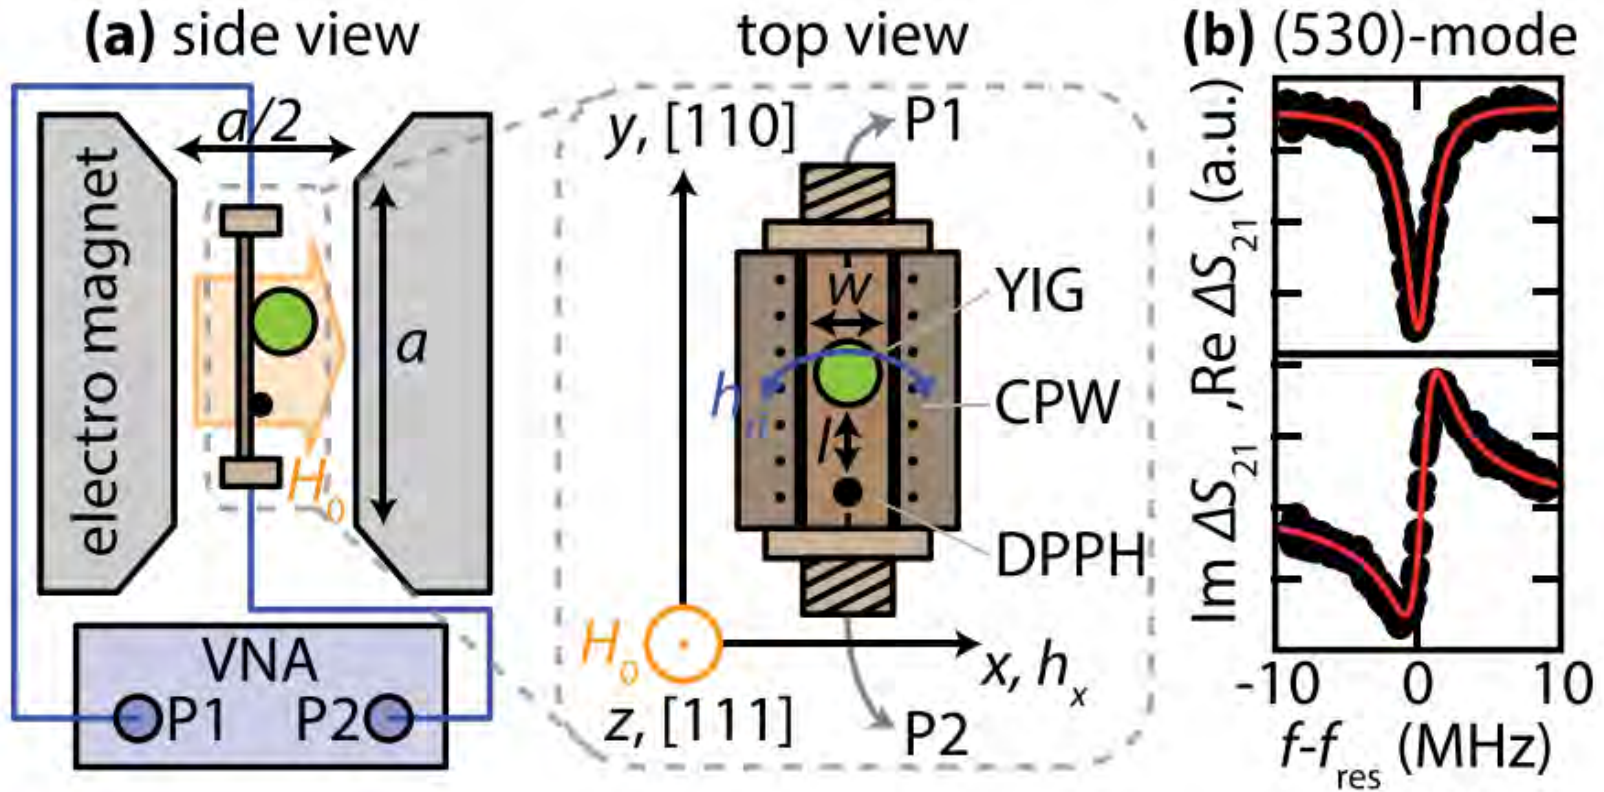 (a) side view
top view
(b) (530)-mode
a/2
electro magnet
a
H₀
VNA
P1
P2
y, [110]
P1
w
YIG
h//
CPW
l
DPPH
H₀
x, hₓ
z, [111]
P2
Im ΔS₂₁ ,Re ΔS₂₁ (a.u.)
-10 0 10
f-f_res (MHz)